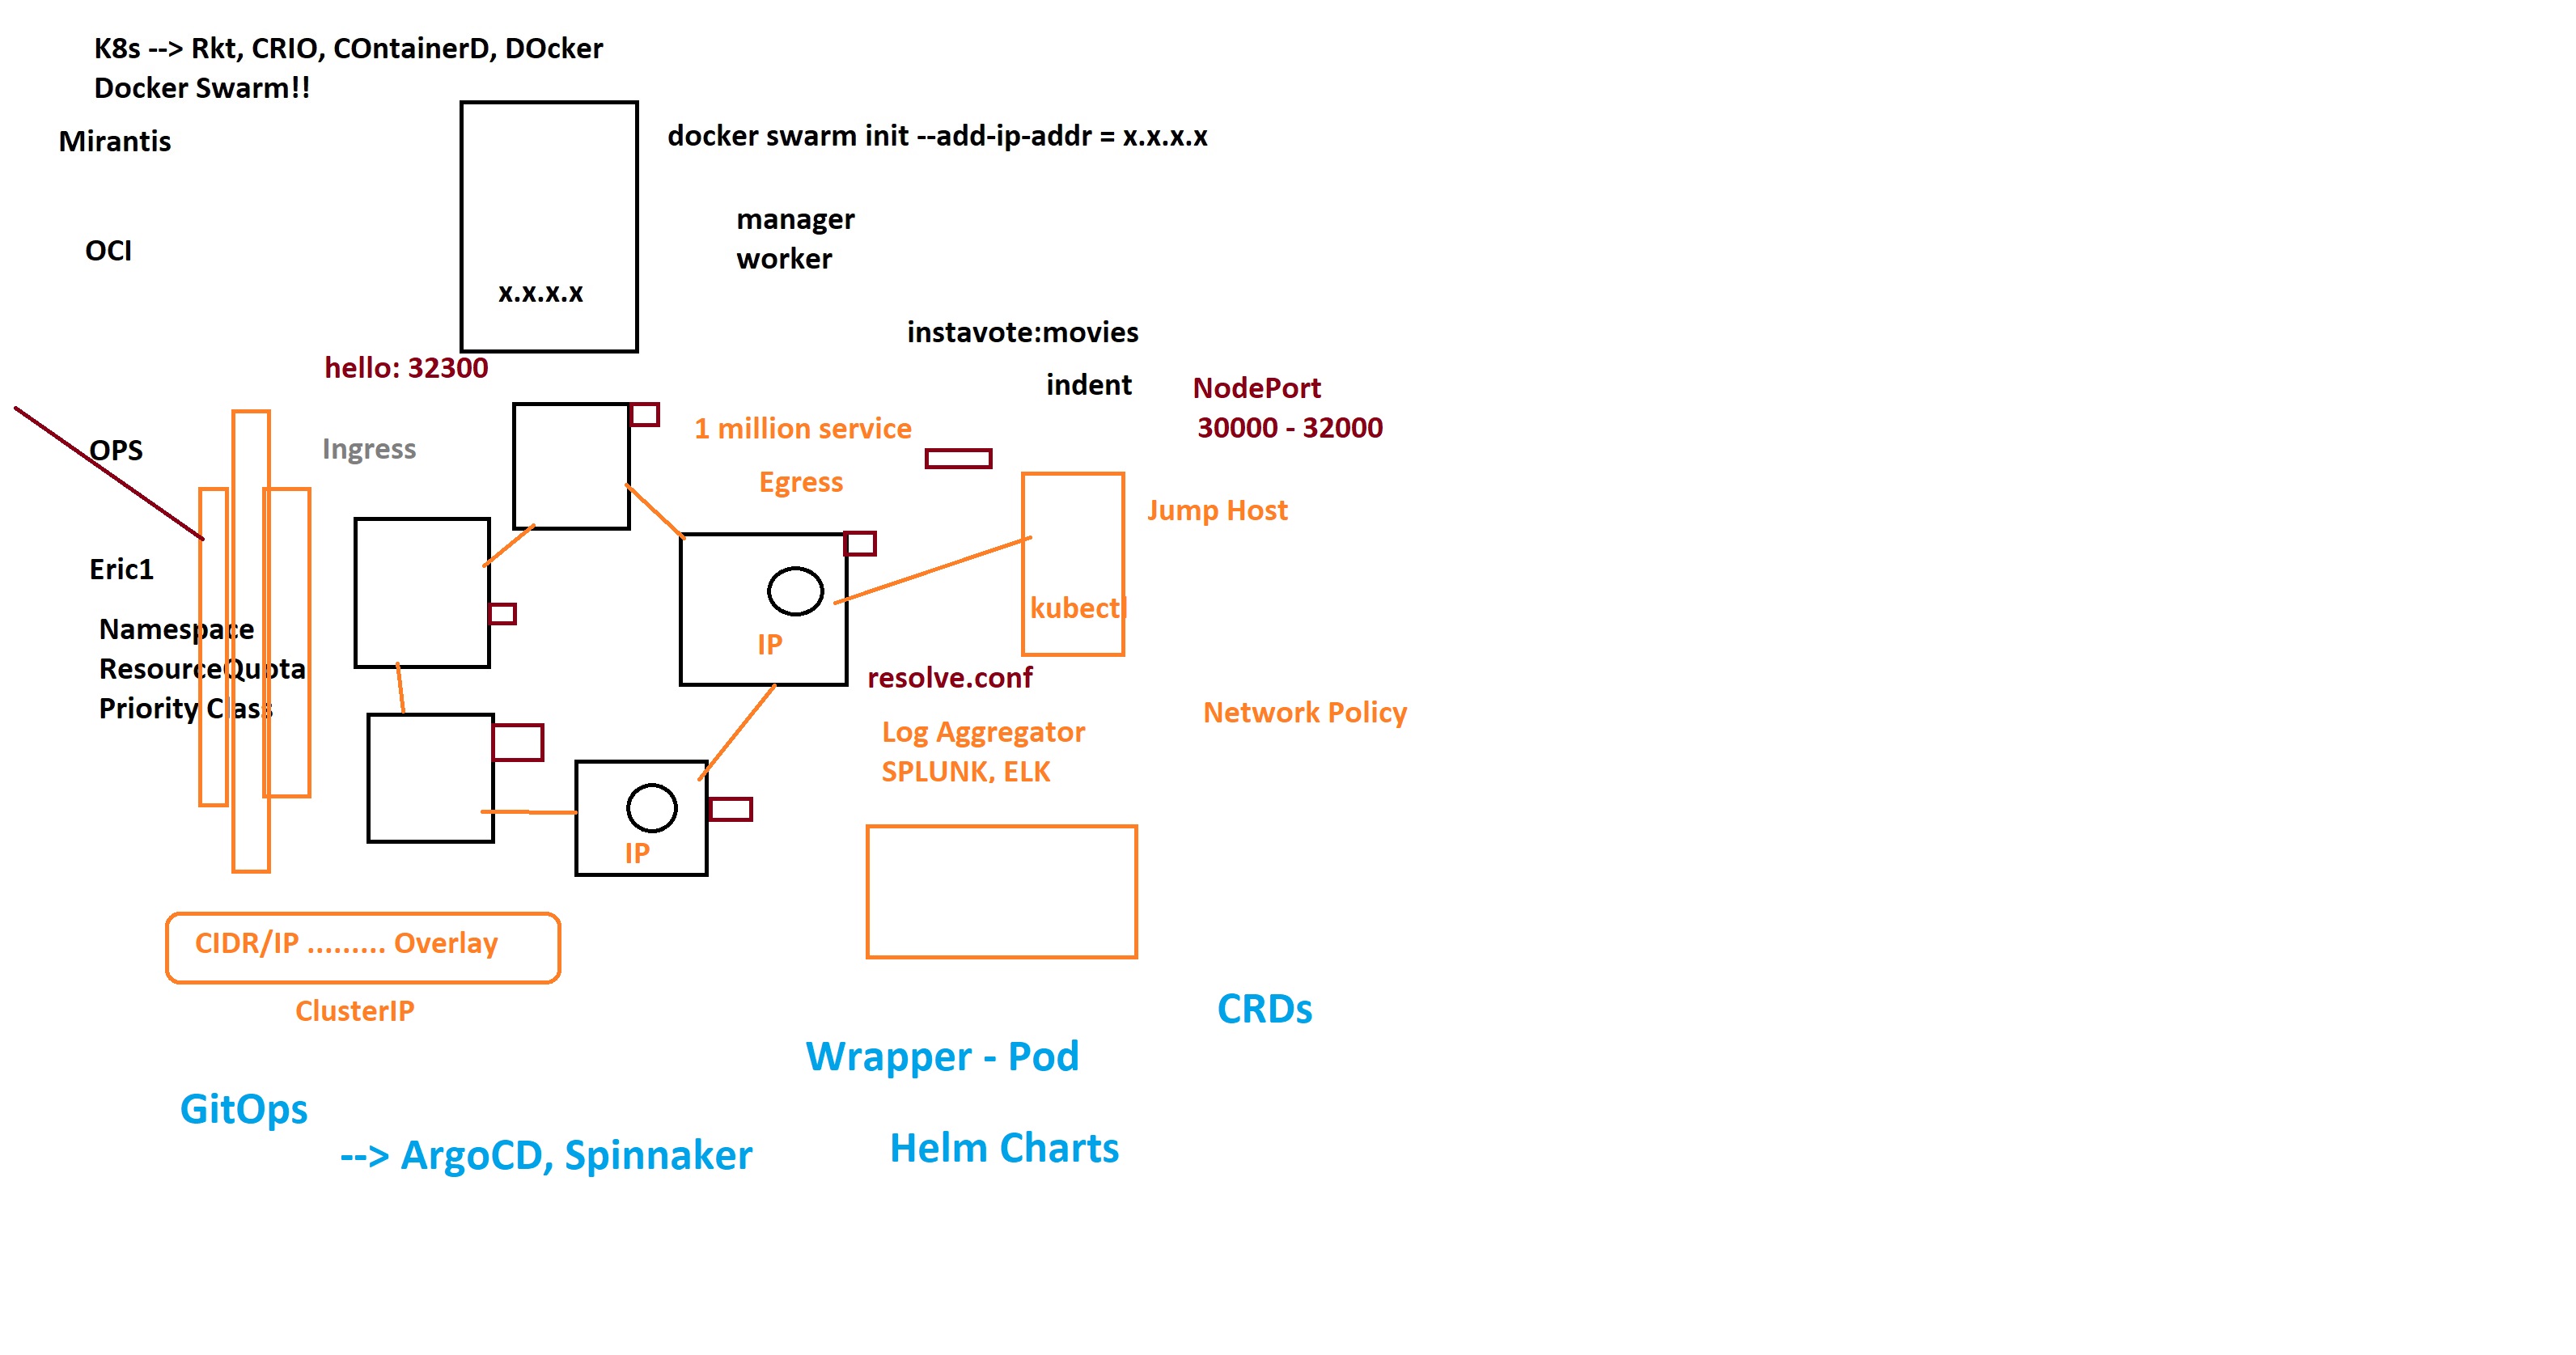 K8s --> Rkt, CRIO, COntainerD, DOcker
Docker Swarm!!
Mirantis
docker swarm init --add-ip-addr = x.x.x.x
manager
worker
OCI
x.x.x.x
instavote:movies
hello: 32300
indent
NodePort
30000 - 32000
OPS
Ingress
1 million service
Egress
Jump Host
Eric1
kubectl
Namespace
ResourceQuota
Priority Class
IP
resolve.conf
Log Aggregator
SPLUNK, ELK
Network Policy
IP
CIDR/IP ......... Overlay
ClusterIP
CRDs
Wrapper - Pod
GitOps
--> ArgoCD, Spinnaker
Helm Charts